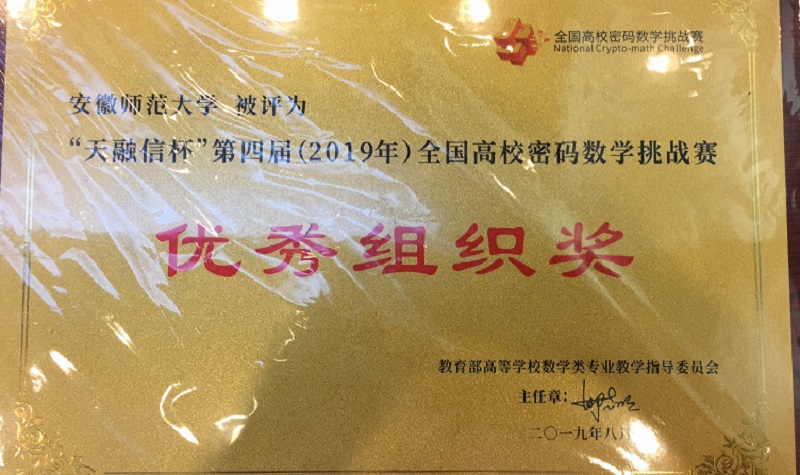 全国高校密码数学挑战赛
National Crypto-math Challenge
安徽师范大学 被评为
“天融信杯”第四届(2019年)全国高校密码数学挑战赛
优秀组织奖
教育部高等学校数学类专业教学指导委员会
主任章:
二〇一九年八月